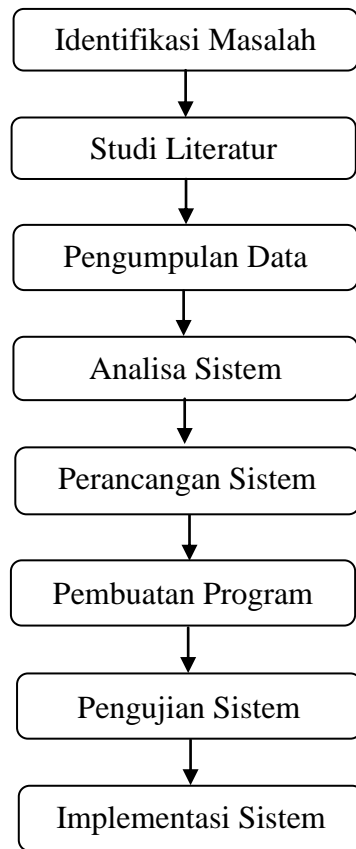 Identifikasi Masalah
Studi Literatur
Pengumpulan Data
Analisa Sistem
Perancangan Sistem
Pembuatan Program
Pengujian Sistem
Implementasi Sistem